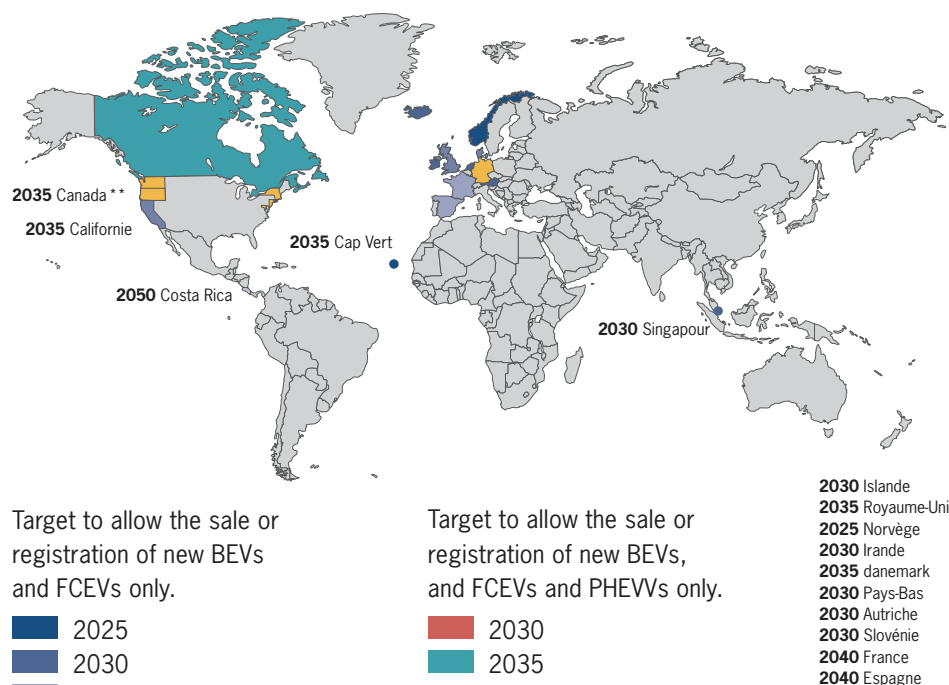 2035 Canada **
2035 Californie
2035 Cap Vert
2050 Costa Rica
2030 Singapour
Target to allow the sale or
registration of new BEVs
and FCEVs only.
2025
2030
Target to allow the sale or
registration of new BEVs,
and FCEVs and PHEVVs only.
2030
2035
2030 Islande
2035 Royaume-Uni
2025 Norvège
2030 Irande
2035 danemark
2030 Pays-Bas
2030 Autriche
2030 Slovénie
2040 France
2040 Espagne